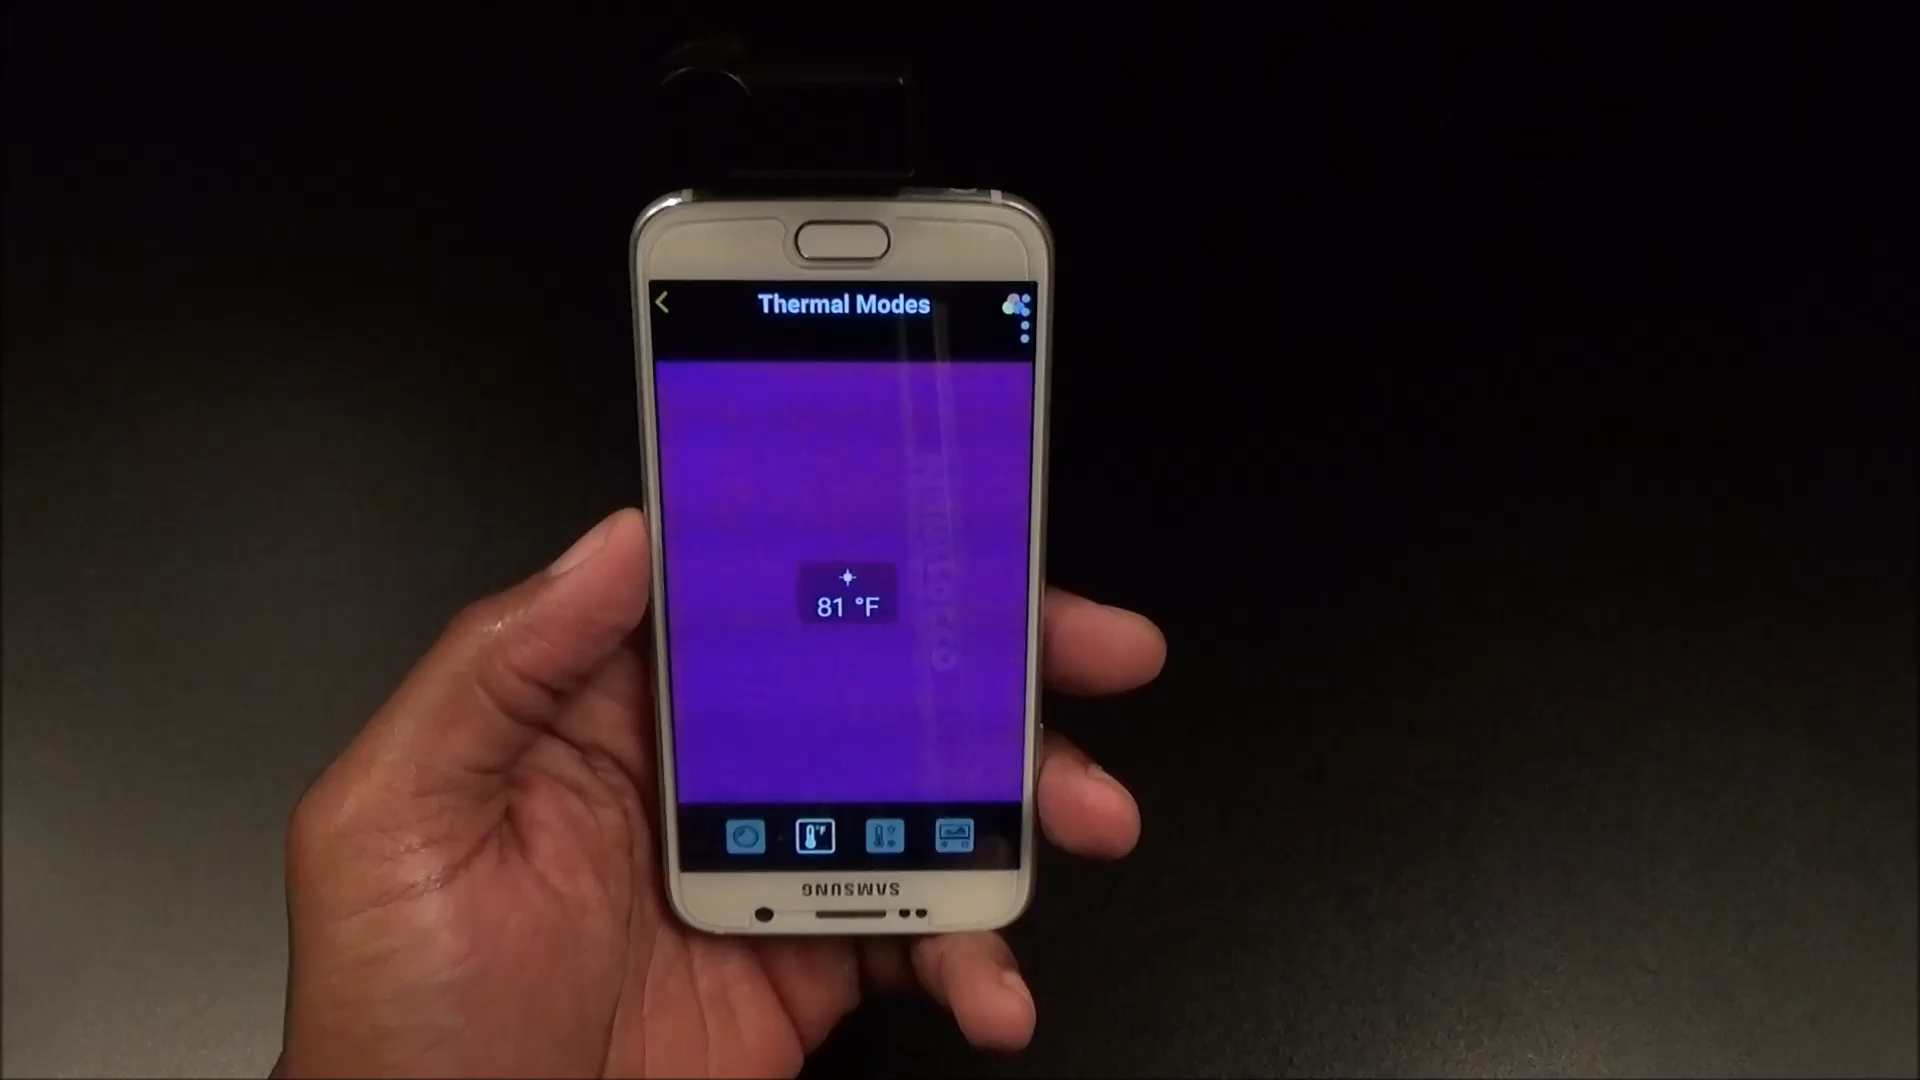 Thermal Modes
81 °F
°F
SAMSUNG